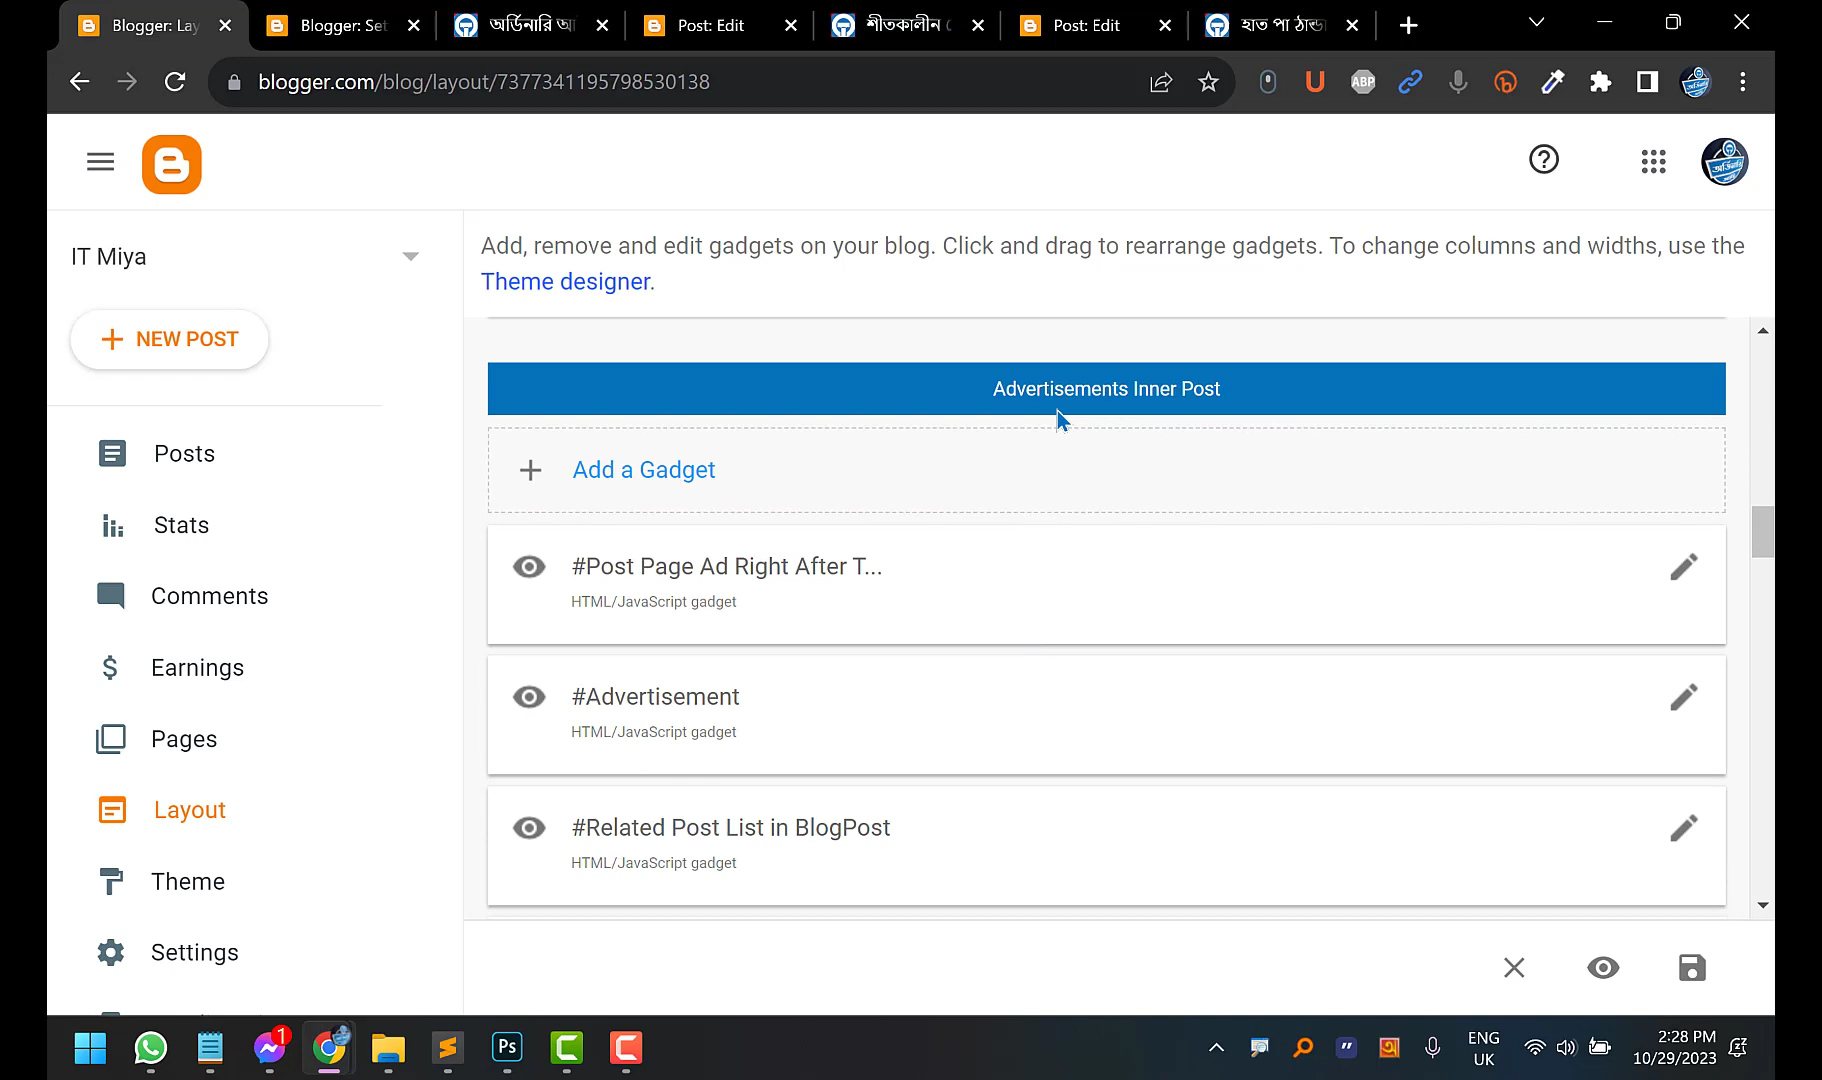 Blogger: Lay
Blogger: Set
অর্ডিনারি আ
Post: Edit
শীতকালীন
Post: Edit
হাত পা ঠান্ড
blogger.com/blog/layout/7377341195798530138
ABP
IT Miya
NEW POST
Posts
Stats
Comments
Earnings
Pages
Layout
Theme
Settings
Add, remove and edit gadgets on your blog. Click and drag to rearrange gadgets. To change columns and widths, use the
Theme designer.
Advertisements Inner Post
Add a Gadget
#Post Page Ad Right After T...
HTML/JavaScript gadget
#Advertisement
HTML/JavaScript gadget
#Related Post List in BlogPost
HTML/JavaScript gadget
1
Ps
ENG
UK
2:28 PM
10/29/2023